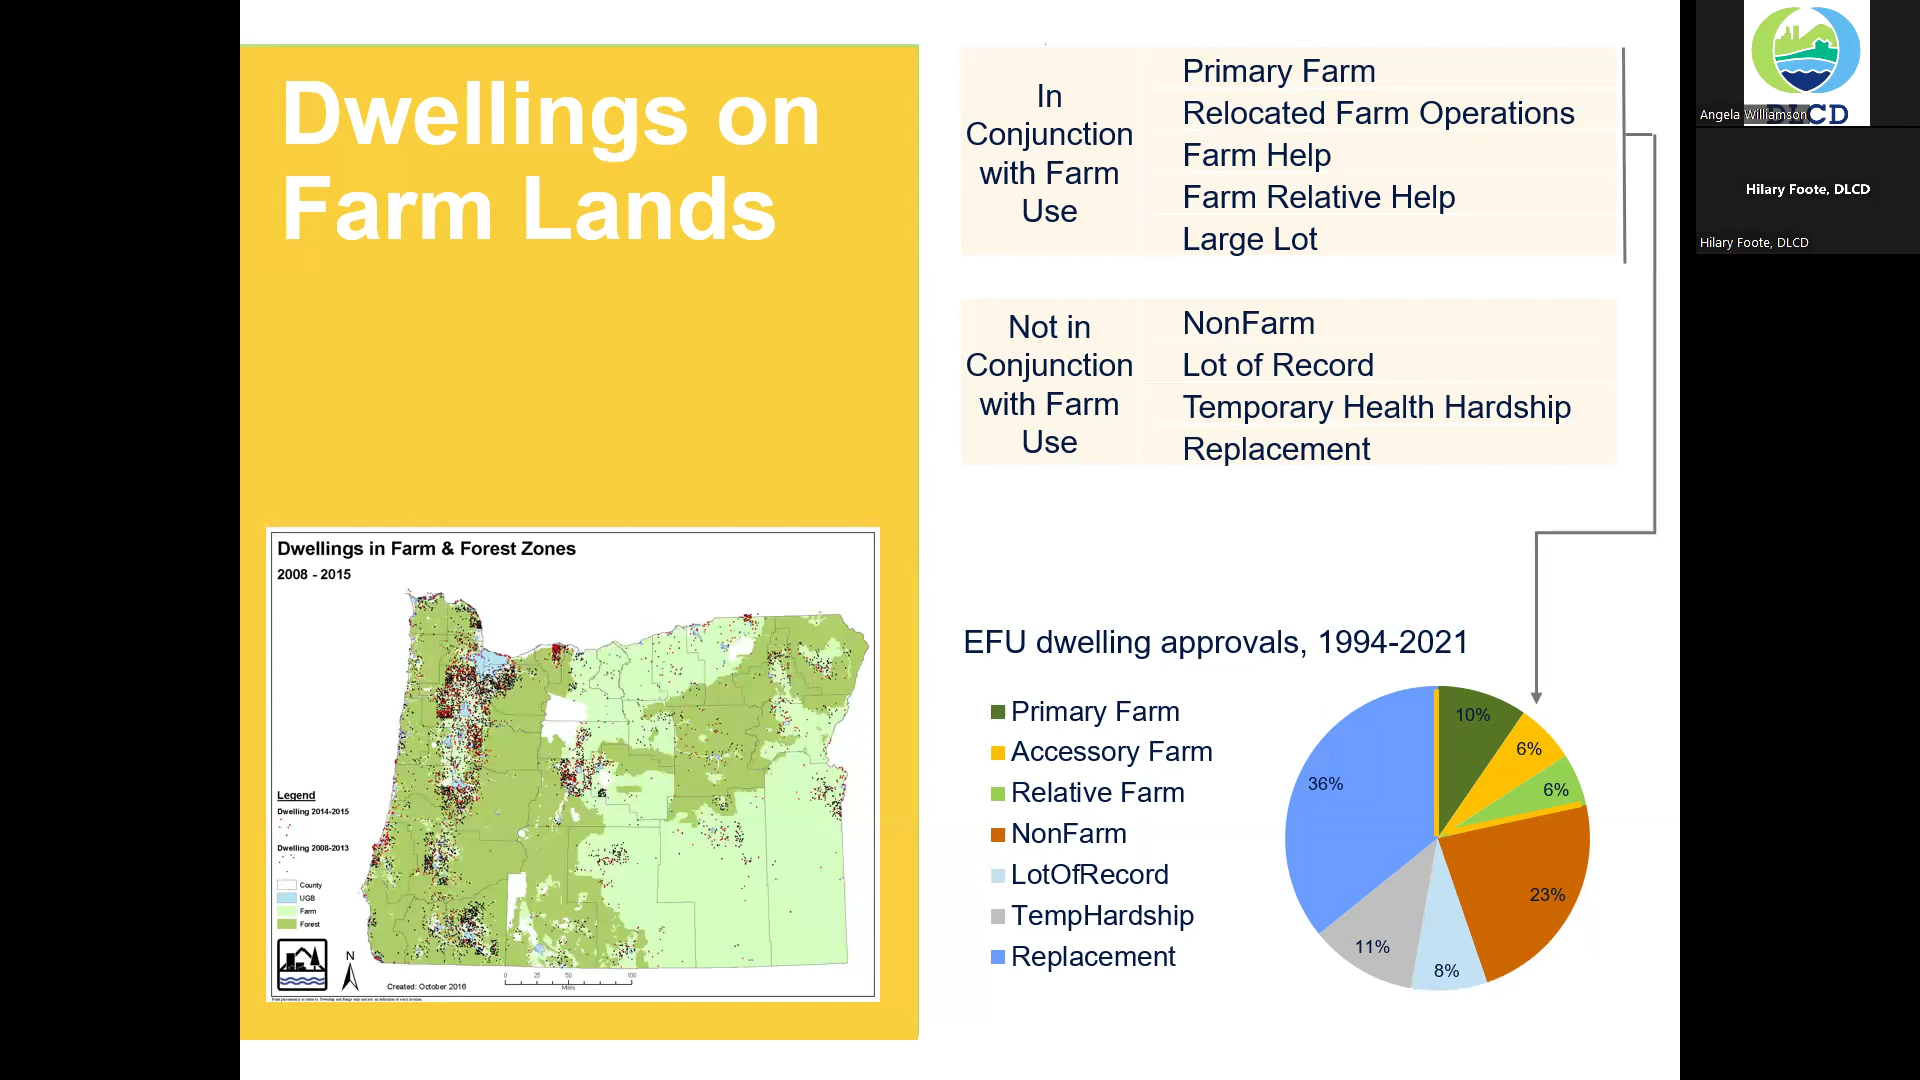 Dwellings on
Farm Lands
In
Conjunction
with Farm
Use
Primary Farm
Relocated Farm Operations
Farm Help
Farm Relative Help
Large Lot
Not in
Conjunction
with Farm
Use
NonFarm
Lot of Record
Temporary Health Hardship
Replacement
Dwellings in Farm & Forest Zones
2008 - 2015
Legend
Dwelling 2014-2015
Dwelling 2008-2013
County
UGB
Farm
Forest
N
Created: October 2016
0 25 50 100
Miles
EFU dwelling approvals, 1994-2021
Primary Farm
Accessory Farm
Relative Farm
NonFarm
LotOfRecord
TempHardship
Replacement
10%
6%
6%
23%
8%
11%
36%
DLCD
Angela Williamson
Hilary Foote, DLCD
Hilary Foote, DLCD